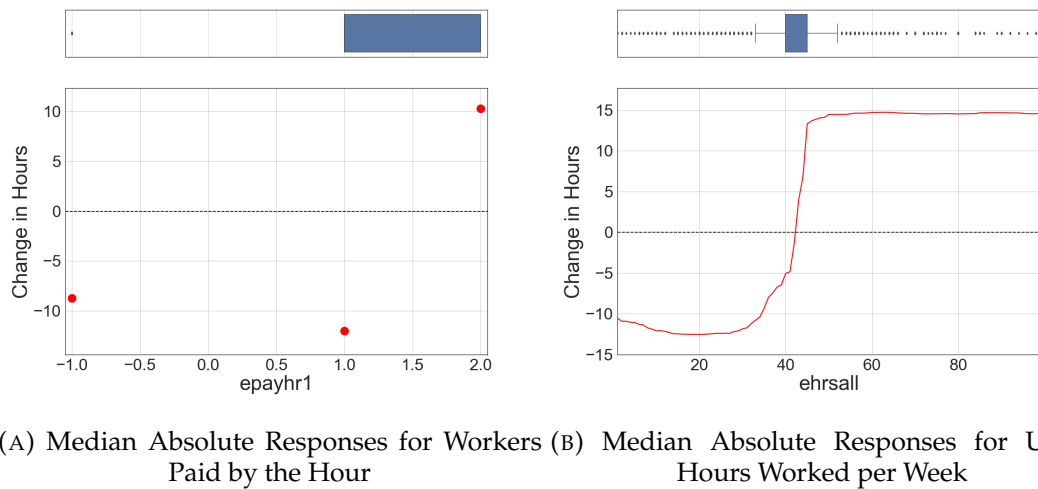 10
5
0
−5
−10
Change in Hours
−1.0 −0.5 0.0 0.5 1.0 1.5 2.0
epayhr1
15
10
5
0
−5
−10
−15
Change in Hours
20 40 60 80
ehrsall
(A) Median Absolute Responses for Workers
Paid by the Hour
(B) Median Absolute Responses for U
Hours Worked per Week